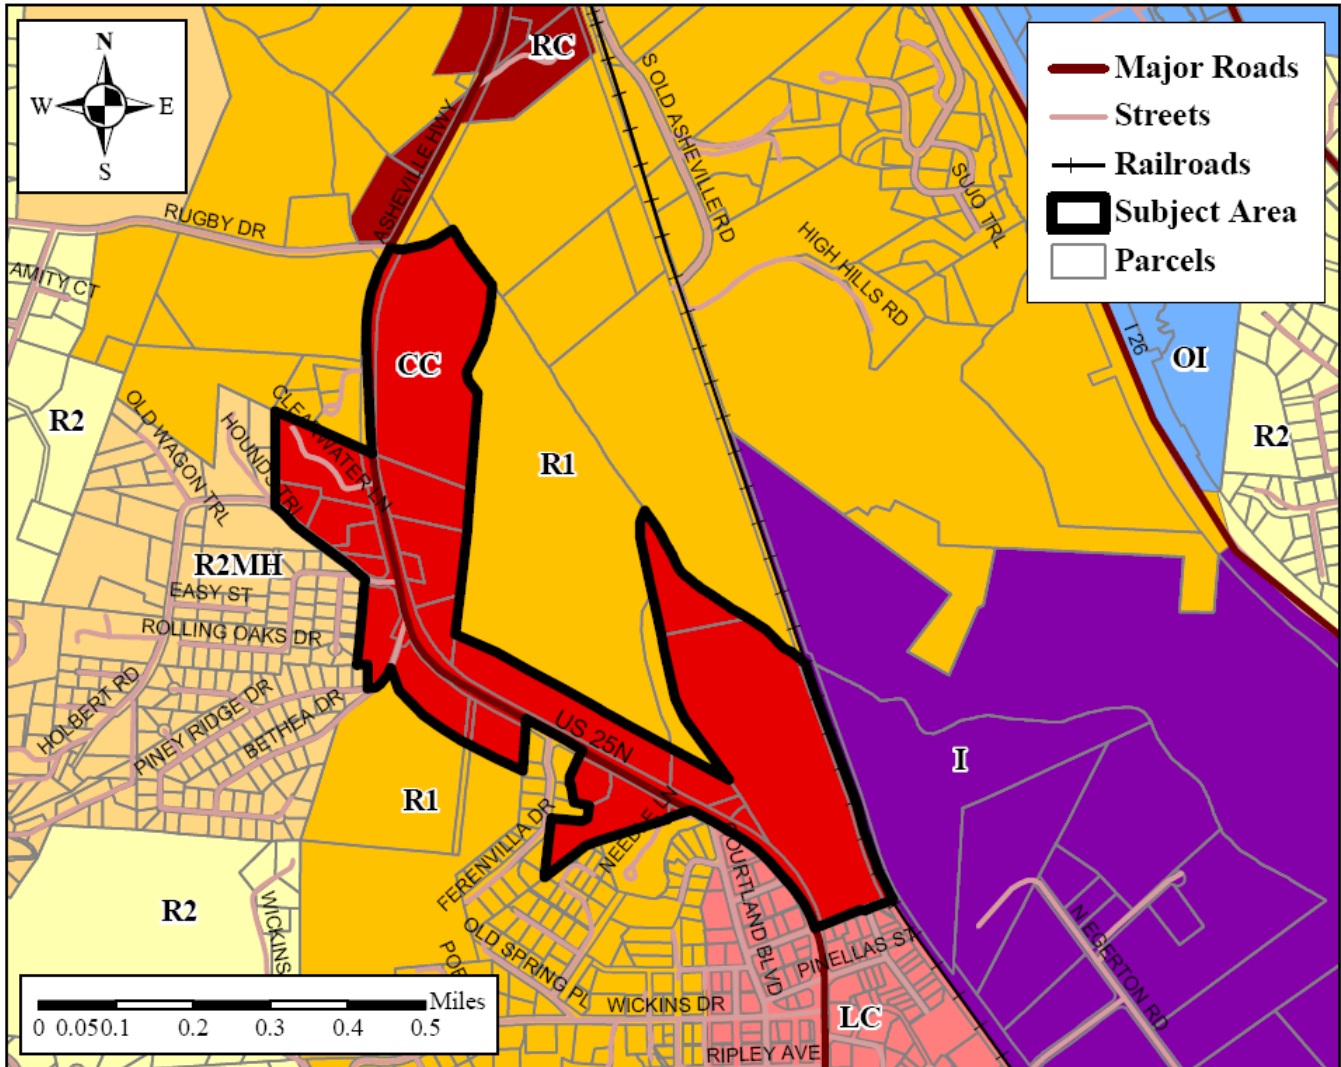 N
W
E
S
RC
Major Roads
Streets
Railroads
Subject Area
Parcels
ASHEVILLE HWY
S OLD ASHEVILLE RD
SUJO TRL
RUGBY DR
HIGH HILLS RD
AMITY CT
I 26
OI
CC
R2
CLEARWATER LN
OLD WAGON TRL
HOUNDS TRL
R2
R1
R2MH
EASY ST
ROLLING OAKS DR
HOLBERT RD
PINEY RIDGE DR
BETHEA DR
US 25N
I
R1
NEEDLE LN
FERENVILLA DR
COURTLAND BLVD
R2
WICKINS
OLD SPRING PL
PINELLAS ST
N EGERTON RD
WICKINS DR
LC
RIPLEY AVE
Miles
0 0.05 0.1 0.2 0.3 0.4 0.5